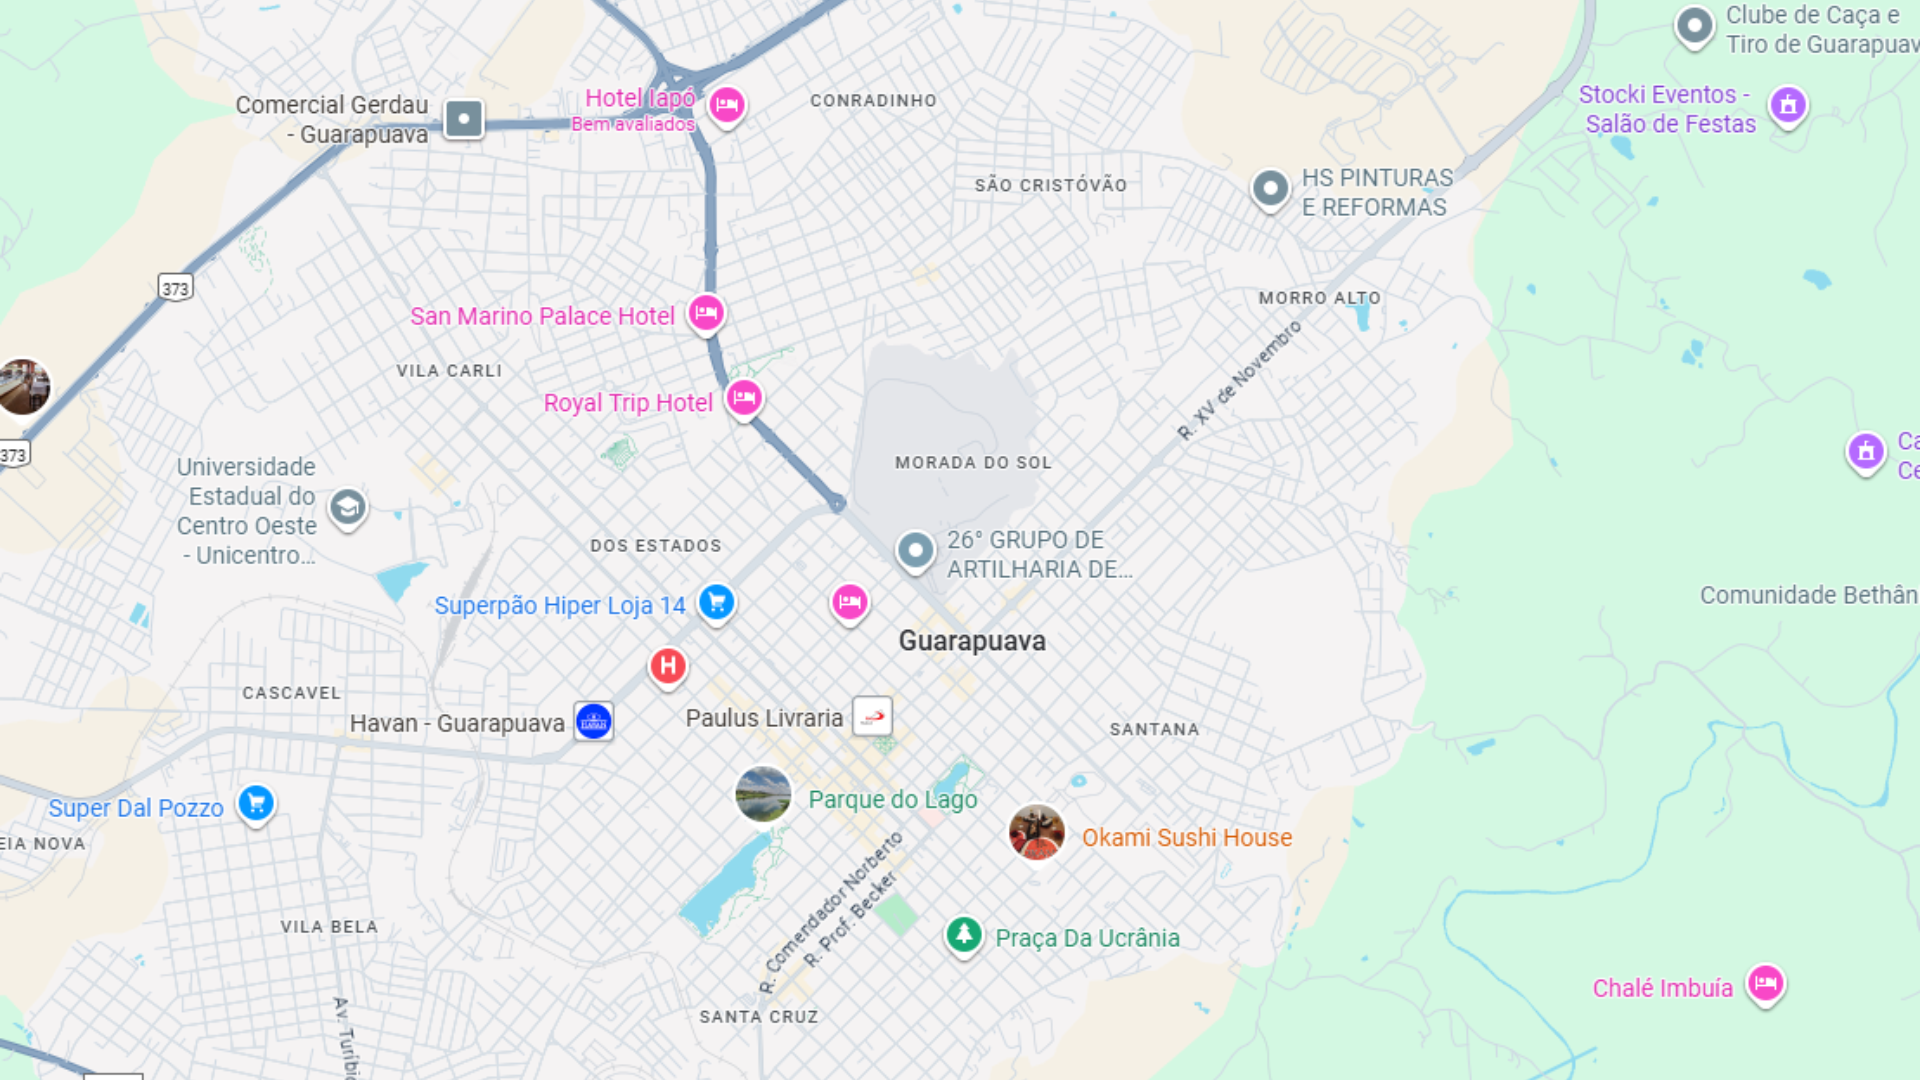 Clube de Caça e
Tiro de Guarapuav
Stocki Eventos -
Salão de Festas
Comercial Gerdau
- Guarapuava
Hotel Iapó
Bem avaliados
CONRADINHO
SÃO CRISTÓVÃO
HS PINTURAS
E REFORMAS
373
San Marino Palace Hotel
MORRO ALTO
VILA CARLI
R. XV de Novembro
Royal Trip Hotel
373
MORADA DO SOL
Ca
Ce
Universidade
Estadual do
Centro Oeste
- Unicentro...
DOS ESTADOS
26° GRUPO DE
ARTILHARIA DE...
Superpão Hiper Loja 14
Comunidade Bethân
Guarapuava
H
CASCAVEL
Havan - Guarapuava
HAVAN
Paulus Livraria
SANTANA
Super Dal Pozzo
Parque do Lago
EIA NOVA
Okami Sushi House
R. Comendador Norberto
R. Prof. Becker
VILA BELA
Praça Da Ucrânia
Chalé Imbuía
SANTA CRUZ
Av. Turíbi